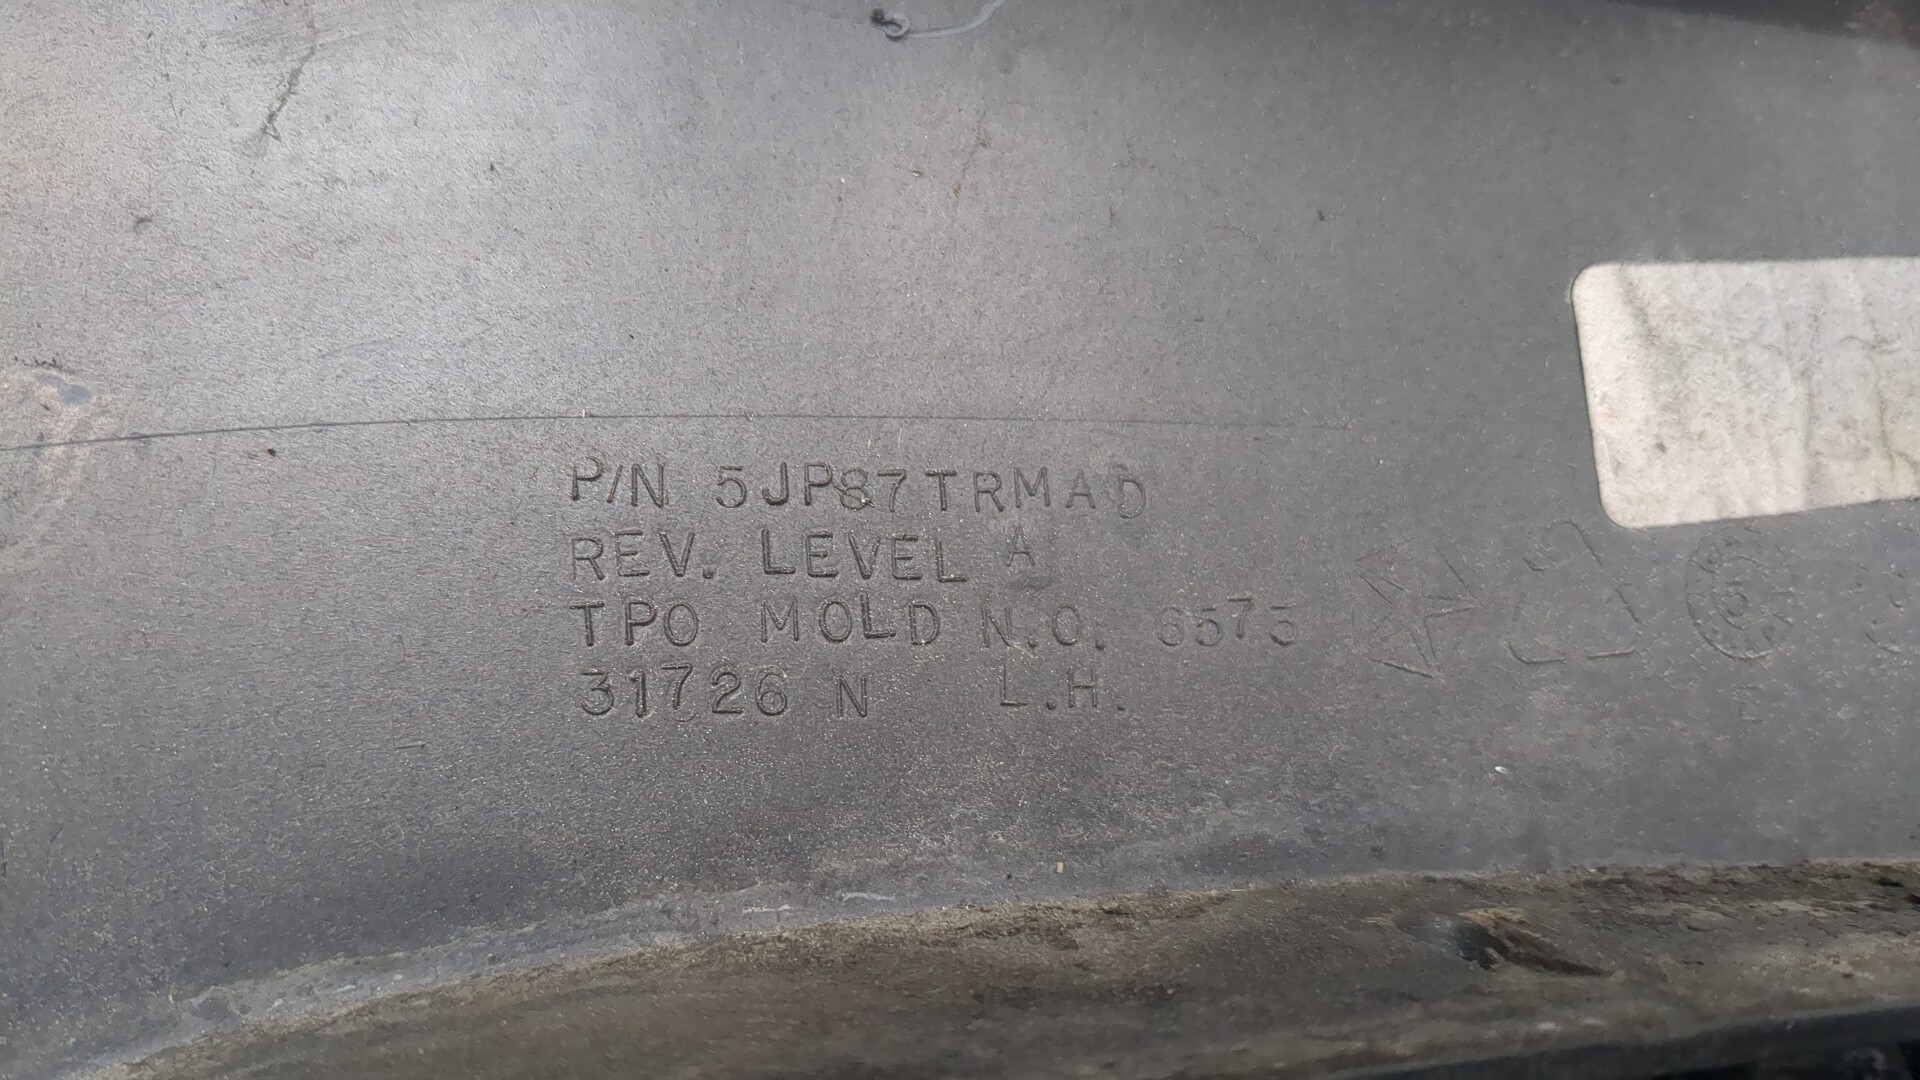 P/N 5JP87TRMAD
REV. LEVEL A
TPO MOLD N.O. 6573
31726 N L.H.